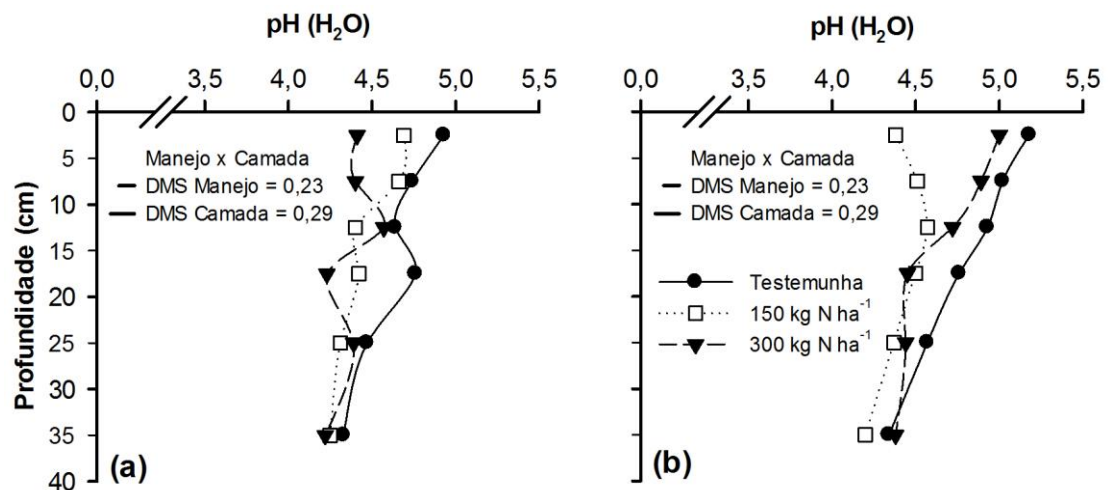 pH (H₂O)
0,0 3,5 4,0 4,5 5,0 5,5
Profundidade (cm)
0
5
10
15
20
25
30
35
40
Manejo x Camada
DMS Manejo = 0,23
DMS Camada = 0,29
(a)
pH (H₂O)
0,0 3,5 4,0 4,5 5,0 5,5
Manejo x Camada
DMS Manejo = 0,23
DMS Camada = 0,29
Testemunha
150 kg N ha⁻¹
300 kg N ha⁻¹
(b)